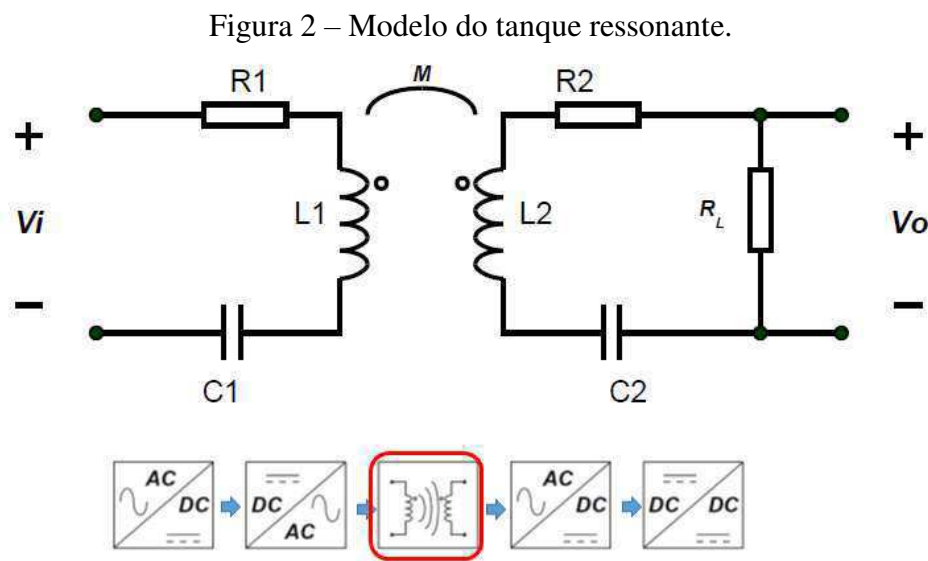 Figura 2 – Modelo do tanque ressonante.
R1
M
R2
+
+
Vi
L1
L2
R_L
Vo
−
−
C1
C2
AC
DC
DC
AC
AC
DC
DC
DC